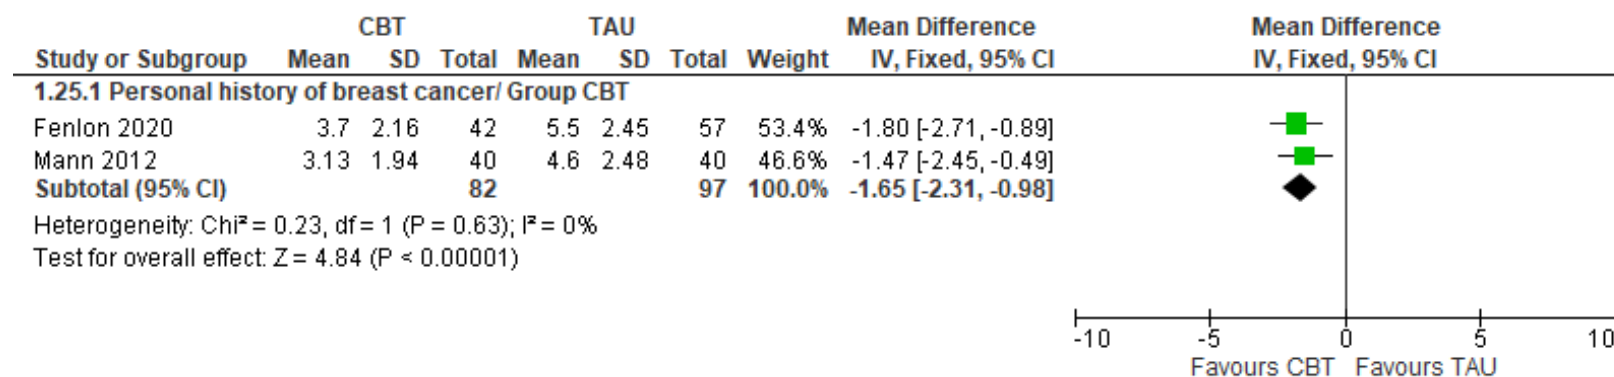 CBT TAU Mean Difference Mean Difference
Study or Subgroup Mean SD Total Mean SD Total Weight IV, Fixed, 95% CI IV, Fixed, 95% CI
1.25.1 Personal history of breast cancer/ Group CBT
Fenlon 2020 3.7 2.16 42 5.5 2.45 57 53.4% -1.80 [-2.71, -0.89]
Mann 2012 3.13 1.94 40 4.6 2.48 40 46.6% -1.47 [-2.45, -0.49]
Subtotal (95% CI) 82 97 100.0% -1.65 [-2.31, -0.98]
Heterogeneity: Chi² = 0.23, df = 1 (P = 0.63); I² = 0%
Test for overall effect: Z = 4.84 (P < 0.00001)
-10 -5 0 5 10
Favours CBT Favours TAU